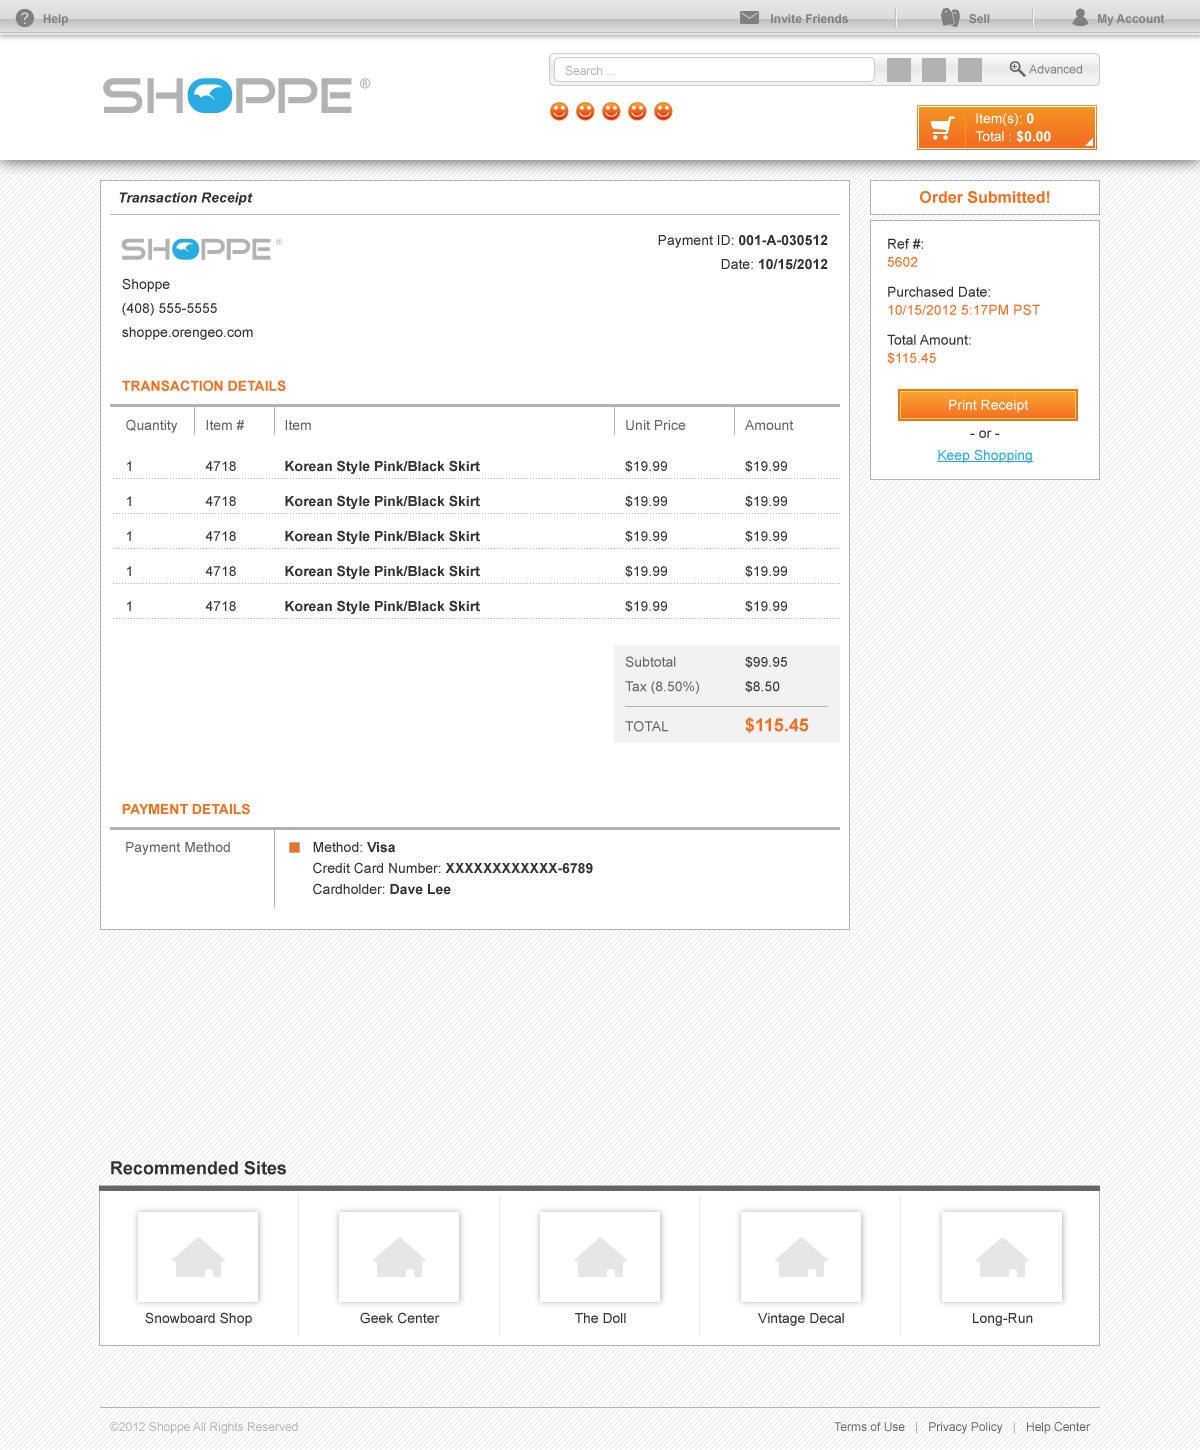 Help
Invite Friends
Sell
My Account
SHOPPE ®
Search ...
Advanced
Item(s): 0
Total : $0.00
Transaction Receipt
SHOPPE ®
Payment ID: 001-A-030512
Date: 10/15/2012
Shoppe
(408) 555-5555
shoppe.orengeo.com
TRANSACTION DETAILS
Quantity Item # Item Unit Price Amount
1 4718 Korean Style Pink/Black Skirt $19.99 $19.99
1 4718 Korean Style Pink/Black Skirt $19.99 $19.99
1 4718 Korean Style Pink/Black Skirt $19.99 $19.99
1 4718 Korean Style Pink/Black Skirt $19.99 $19.99
1 4718 Korean Style Pink/Black Skirt $19.99 $19.99
Subtotal $99.95
Tax (8.50%) $8.50
TOTAL $115.45
PAYMENT DETAILS
Payment Method
Method: Visa
Credit Card Number: XXXXXXXXXXXX-6789
Cardholder: Dave Lee
Order Submitted!
Ref #:
5602
Purchased Date:
10/15/2012 5:17PM PST
Total Amount:
$115.45
Print Receipt
- or -
Keep Shopping
Recommended Sites
Snowboard Shop
Geek Center
The Doll
Vintage Decal
Long-Run
©2012 Shoppe All Rights Reserved
Terms of Use | Privacy Policy | Help Center